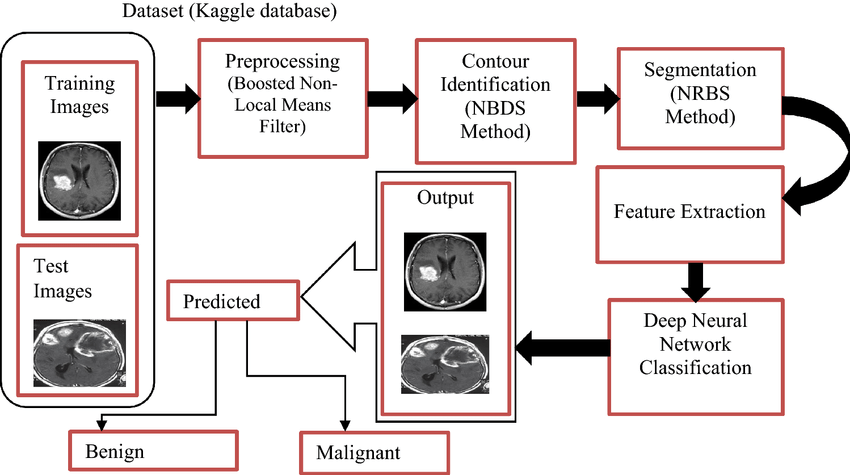 Dataset (Kaggle database)
Training
Images
Test
Images
Preprocessing
(Boosted Non-
Local Means
Filter)
Contour
Identification
(NBDS
Method)
Segmentation
(NRBS
Method)
Feature Extraction
Deep Neural
Network
Classification
Output
Predicted
Benign
Malignant